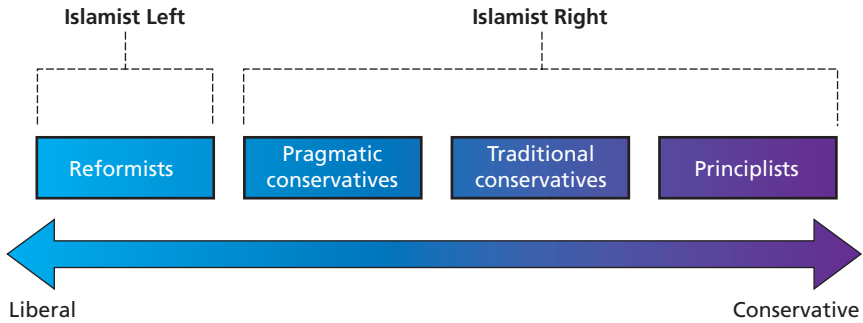 Islamist Left
Islamist Right
Reformists
Pragmatic
conservatives
Traditional
conservatives
Principlists
Liberal
Conservative